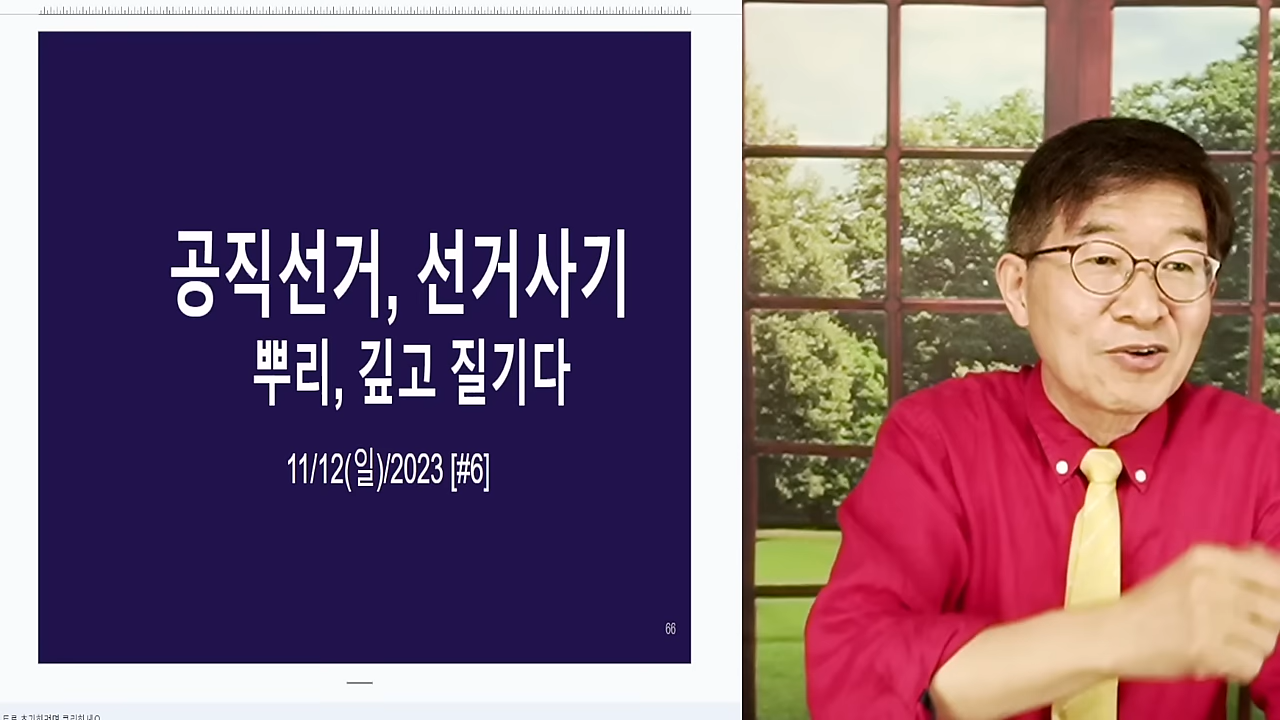 공직선거, 선거사기
뿌리, 깊고 질기다
11/12(일)/2023 [#6]
66